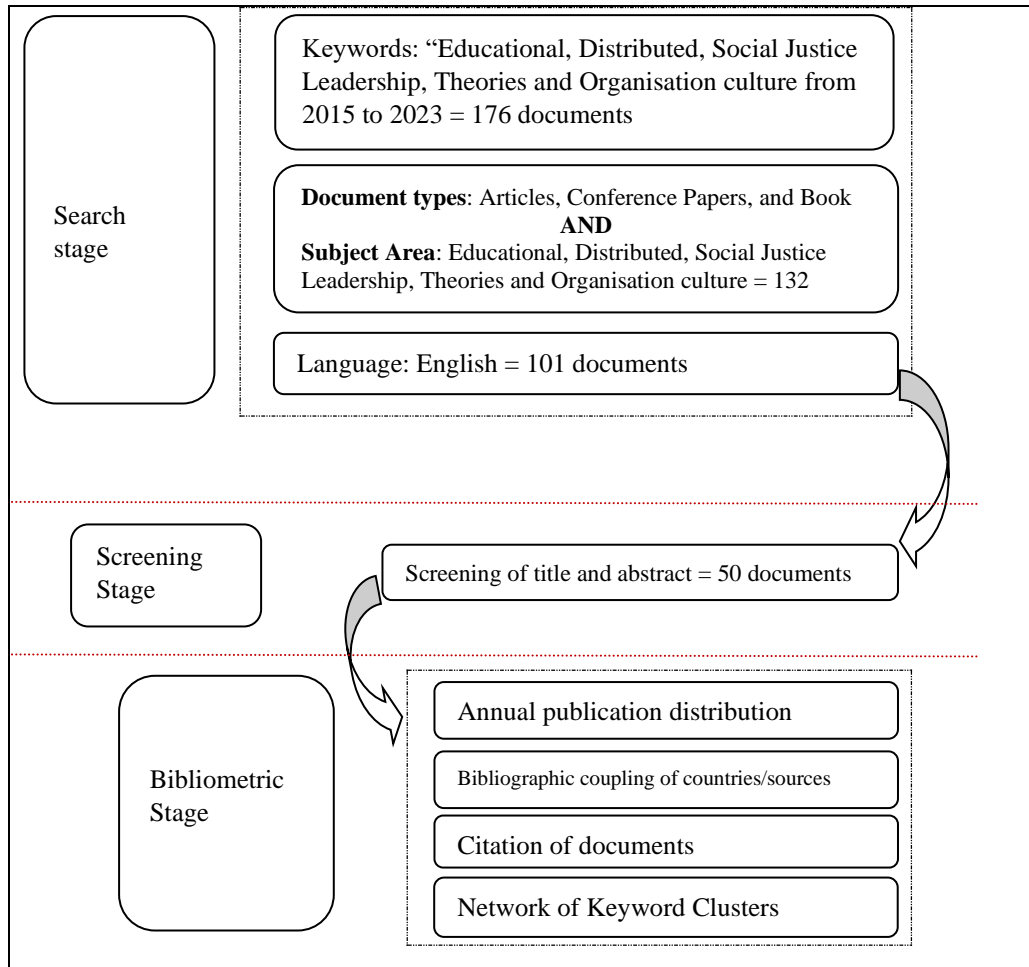 Search
stage
Keywords: “Educational, Distributed, Social Justice
Leadership, Theories and Organisation culture from
2015 to 2023 = 176 documents
Document types: Articles, Conference Papers, and Book
AND
Subject Area: Educational, Distributed, Social Justice
Leadership, Theories and Organisation culture = 132
Language: English = 101 documents
Screening
Stage
Screening of title and abstract = 50 documents
Bibliometric
Stage
Annual publication distribution
Bibliographic coupling of countries/sources
Citation of documents
Network of Keyword Clusters